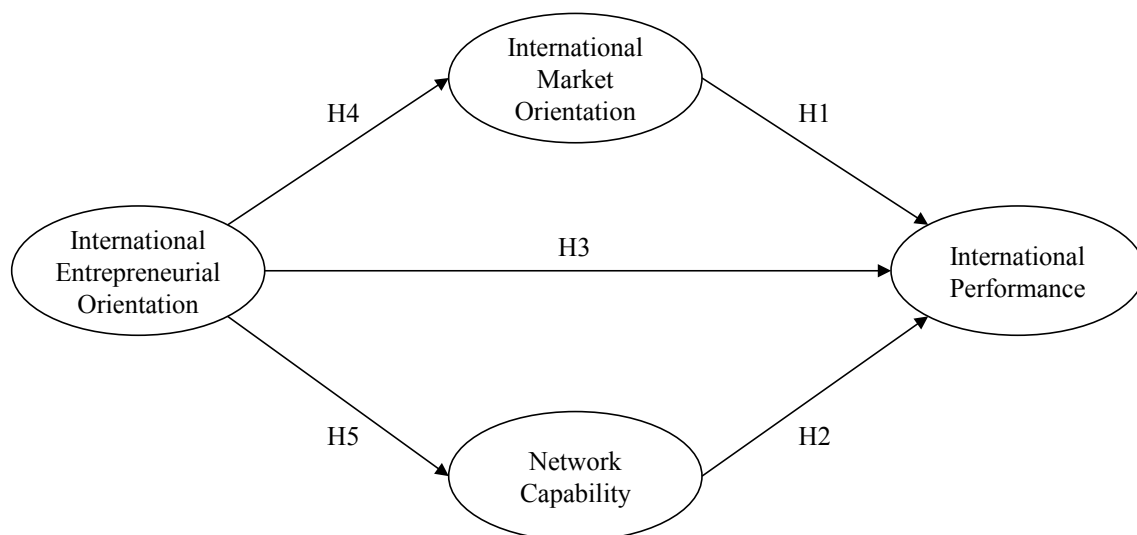 International
Market
Orientation
H4
H1
International
Entrepreneurial
Orientation
H3
International
Performance
H5
H2
Network
Capability